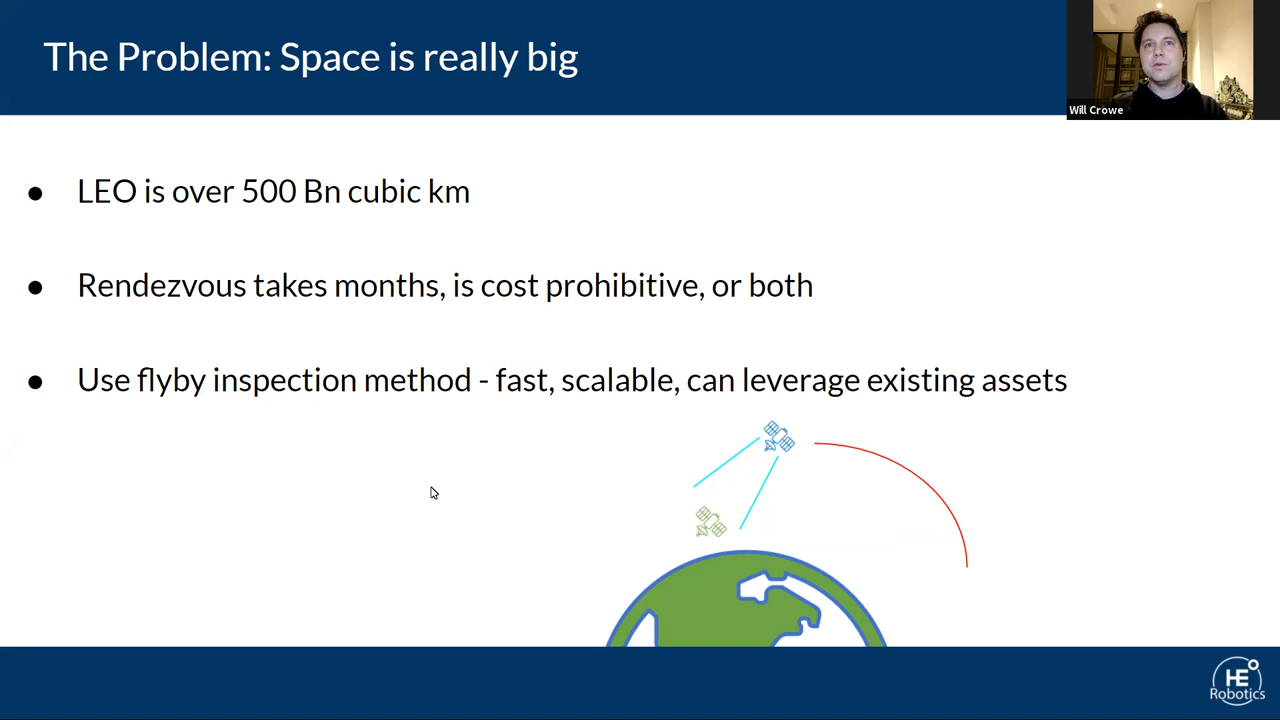 The Problem: Space is really big
Will Crowe
● LEO is over 500 Bn cubic km
● Rendezvous takes months, is cost prohibitive, or both
● Use flyby inspection method - fast, scalable, can leverage existing assets
HE
Robotics